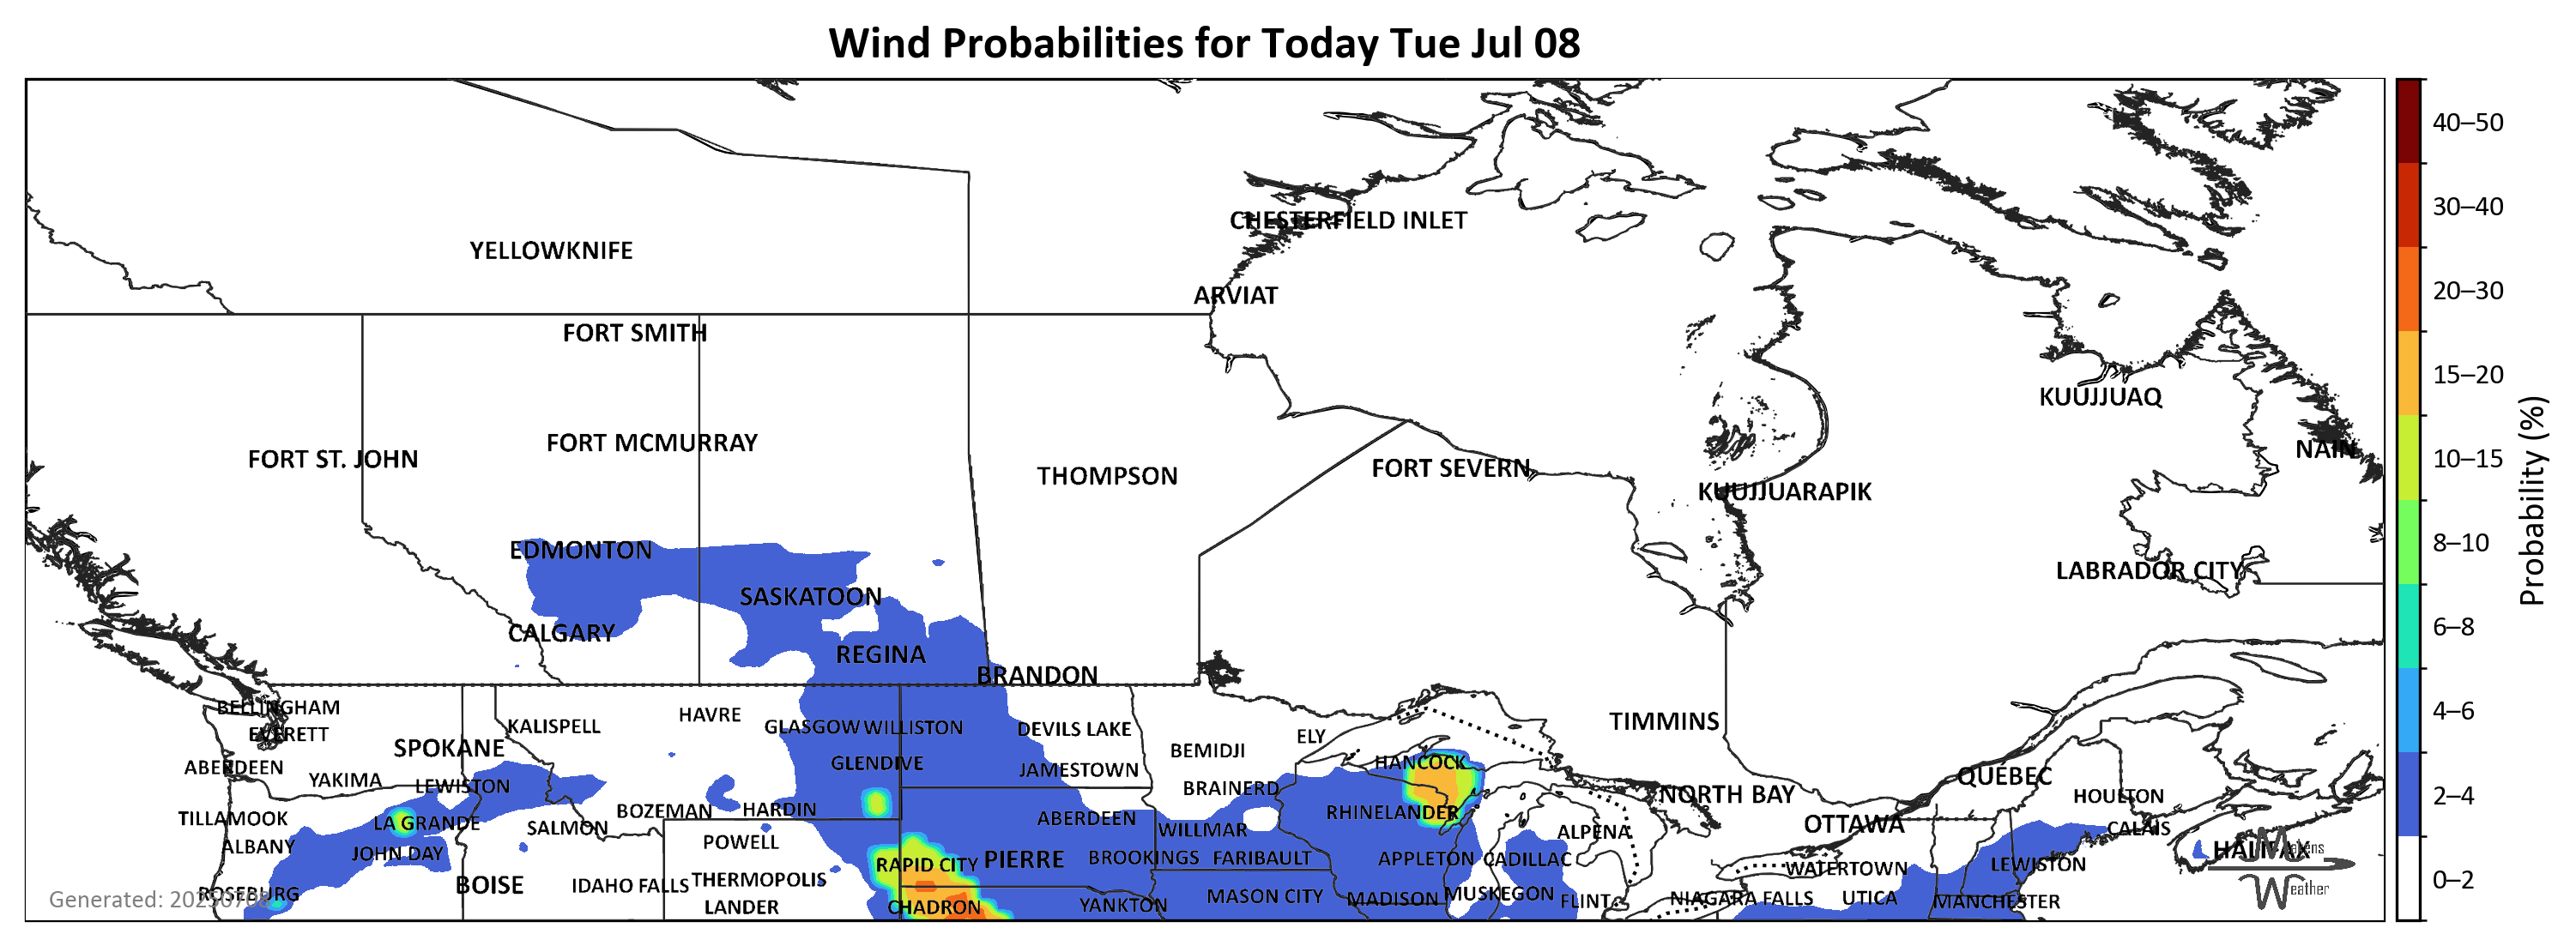 Wind Probabilities for Today Tue Jul 08
CHESTERFIELD INLET
YELLOWKNIFE
ARVIAT
FORT SMITH
KUUJJUAQ
FORT MCMURRAY
NAIN
FORT ST. JOHN
FORT SEVERN
THOMPSON
KUUJJUARAPIK
EDMONTON
LABRADOR CITY
SASKATOON
CALGARY
REGINA
BRANDON
BELLINGHAM
HAVRE
TIMMINS
KALISPELL
GLASGOW WILLISTON
DEVILS LAKE
EVERETT
ELY
SPOKANE
BEMIDJI
ABERDEEN
GLENDIVE
JAMESTOWN
HANCOCK
QUÉBEC
YAKIMA
LEWISTON
BRAINERD
NORTH BAY
HOULTON
BOZEMAN
HARDIN
RHINELANDER
TILLAMOOK
LA GRANDE
SALMON
ABERDEEN
WILLMAR
ALPENA
OTTAWA
CALAIS
ALBANY
JOHN DAY
POWELL
RAPID CITY
PIERRE
BROOKINGS
FARIBAULT
APPLETON
CADILLAC
WATERTOWN
LEWISTON
HALIFAX
ROSEBURG
BOISE
IDAHO FALLS
THERMOPOLIS
LANDER
CHADRON
YANKTON
MASON CITY
MADISON
MUSKEGON
FLINT
NIAGARA FALLS
UTICA
MANCHESTER
Generated: 20250708
eather
40–50
30–40
20–30
15–20
10–15
8–10
6–8
4–6
2–4
0–2
Probability (%)